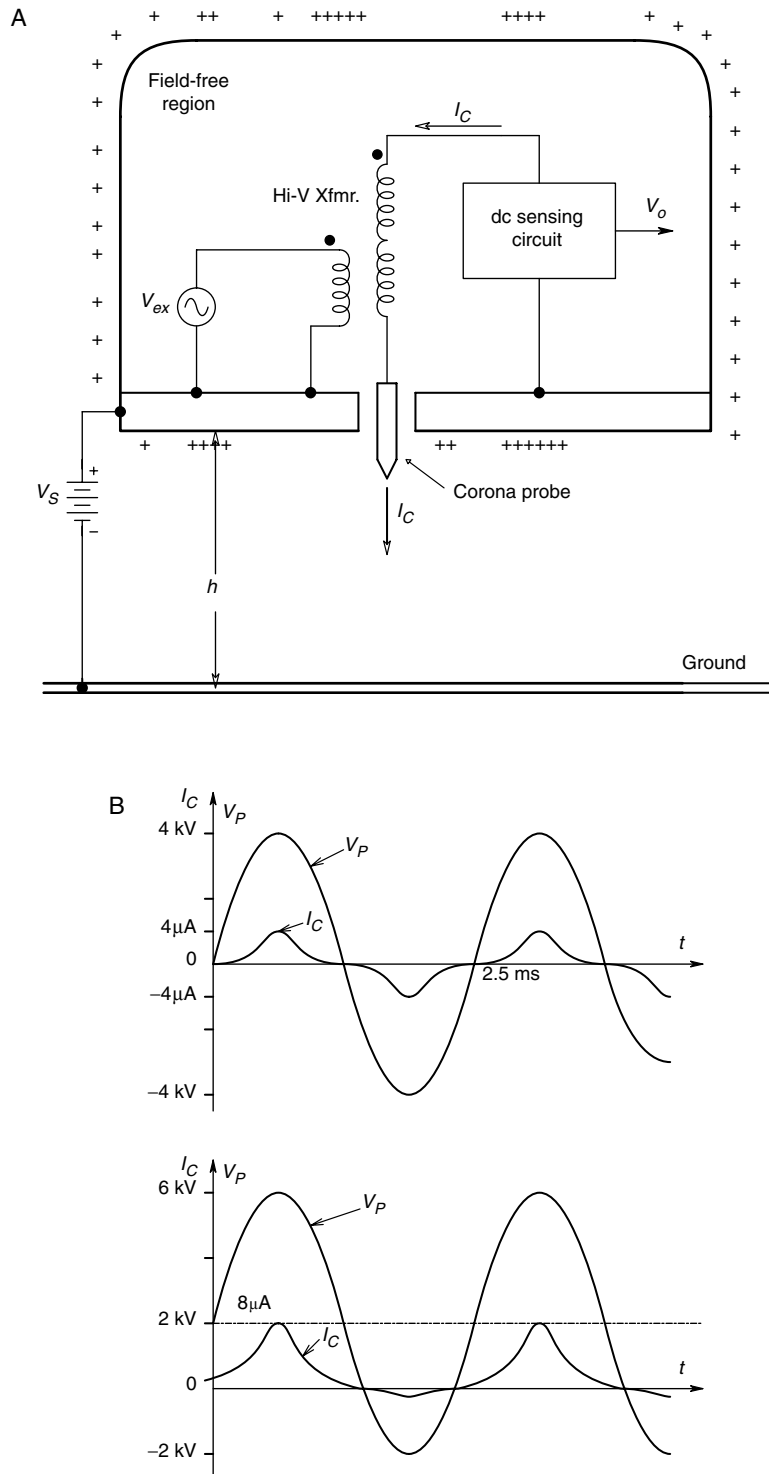 A
+ ++ +++++ ++++ +
Field-free
region
I_C
Hi-V Xfmr.
dc sensing
circuit
V_o
V_ex
+ ++++ ++ ++++++
V_S
+
−
Corona probe
I_C
h
Ground
B
I_C
V_P
4 kV
V_P
4µA
I_C
t
0
2.5 ms
−4µA
−4 kV
I_C
V_P
6 kV
V_P
8µA
2 kV
I_C
t
0
−2 kV